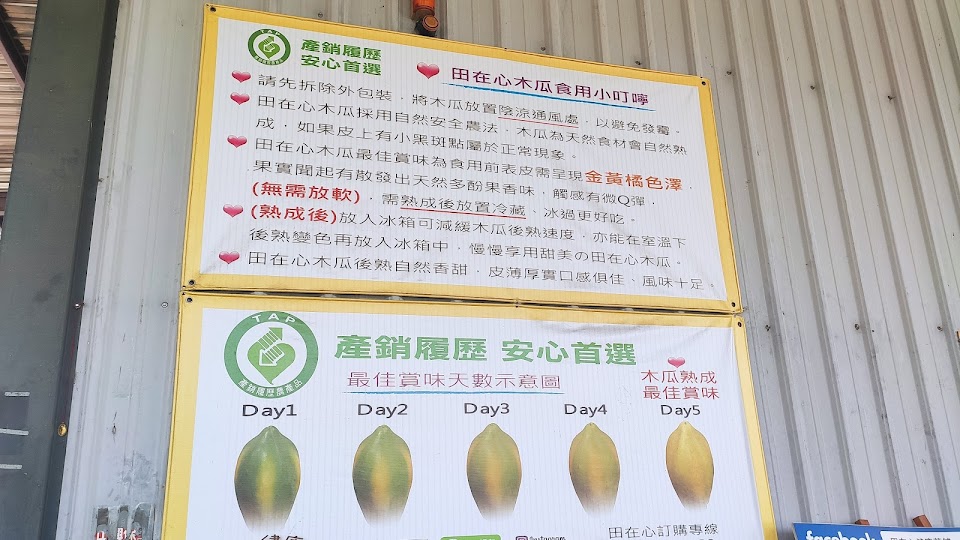 TAP
產銷履歷
安心首選
田在心木瓜食用小叮嚀
請先拆除外包裝，將木瓜放置陰涼通風處，以避免發霉。
田在心木瓜採用自然安全農法，木瓜為天然食材會自然熟
成，如果皮上有小黑斑點屬於正常現象。
田在心木瓜最佳賞味為食用前表皮需呈現金黃橘色澤，
果實聞起有散發出天然多酚果香味，觸感有微Q彈，
(無需放軟)，需熟成後放置冷藏、冰過更好吃。
(熟成後)放入冰箱可減緩木瓜後熟速度，亦能在室溫下
後熟變色再放入冰箱中，慢慢享用甜美の田在心木瓜。
田在心木瓜後熟自然香甜，皮薄厚實口感俱佳、風味十足。
TAP
產銷履歷農產品
產銷履歷 安心首選
最佳賞味天數示意圖
木瓜熟成
最佳賞味
Day1 Day2 Day3 Day4 Day5
田在心訂購專線
Instagram
facebook